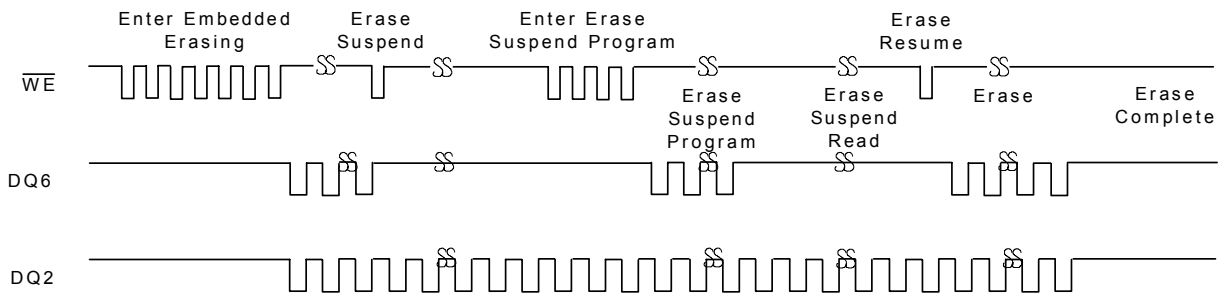 Enter Embedded
Erasing
Erase
Suspend
Enter Erase
Suspend Program
Erase
Resume
WE
Erase
Suspend
Program
Erase
Suspend
Read
Erase
Erase
Complete
DQ6
DQ2